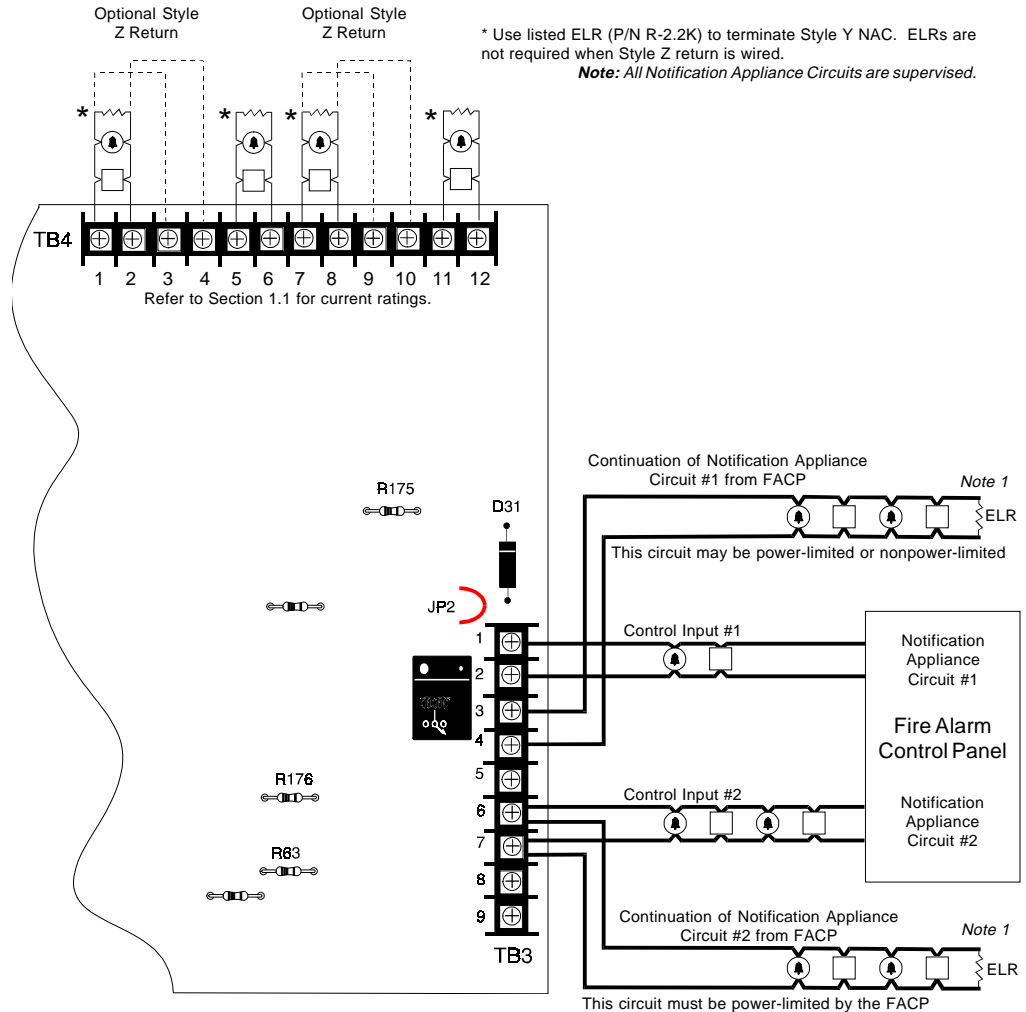 Optional Style
Z Return
Optional Style
Z Return
* Use listed ELR (P/N R-2.2K) to terminate Style Y NAC. ELRs are
not required when Style Z return is wired.
Note: All Notification Appliance Circuits are supervised.
* * * *
TB4
1 2 3 4 5 6 7 8 9 10 11 12
Refer to Section 1.1 for current ratings.
Continuation of Notification Appliance
Circuit #1 from FACP
Note 1
ELR
This circuit may be power-limited or nonpower-limited
R175
D31
JP2
1
2
3
4
5
6
7
8
9
TB3
Control Input #1
Notification
Appliance
Circuit #1
Fire Alarm
Control Panel
Control Input #2
Notification
Appliance
Circuit #2
R176
R63
Continuation of Notification Appliance
Circuit #2 from FACP
Note 1
ELR
This circuit must be power-limited by the FACP